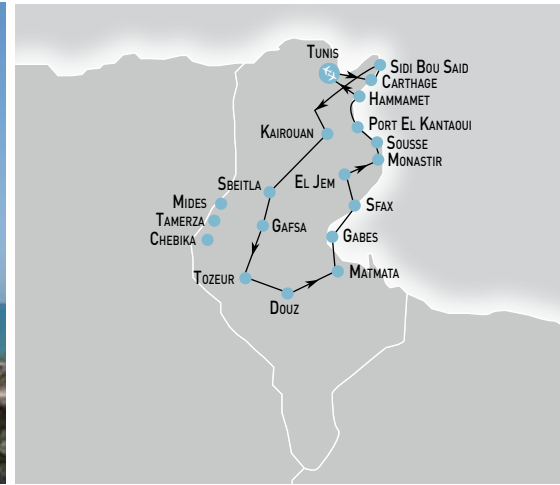 Tunis
Sidi Bou Said
Carthage
Hammamet
Port El Kantaoui
Kairouan
Sousse
Monastir
El Jem
Sbeitla
Mides
Sfax
Tamerza
Gafsa
Chebika
Gabes
Matmata
Tozeur
Douz